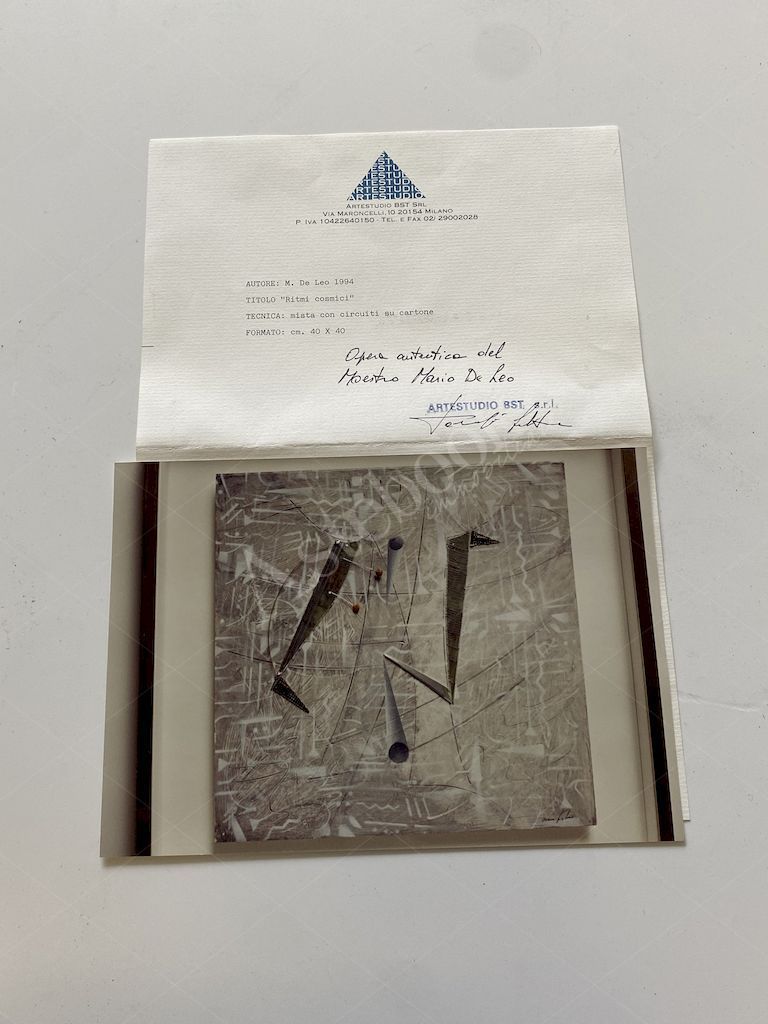 ARTESTUDIO
ARTESTUDIO BST SRL
VIA MARONCELLI, 10 20154 MILANO
P. IVA 10422640150 - TEL. E FAX 02/ 29002028
AUTORE: M. De Leo 1994
TITOLO "Ritmi cosmici"
TECNICA: mista con circuiti su cartone
FORMATO: cm. 40 X 40
Opera autentica del
Maestro Mario De Leo
ARTESTUDIO BST S.r.l.